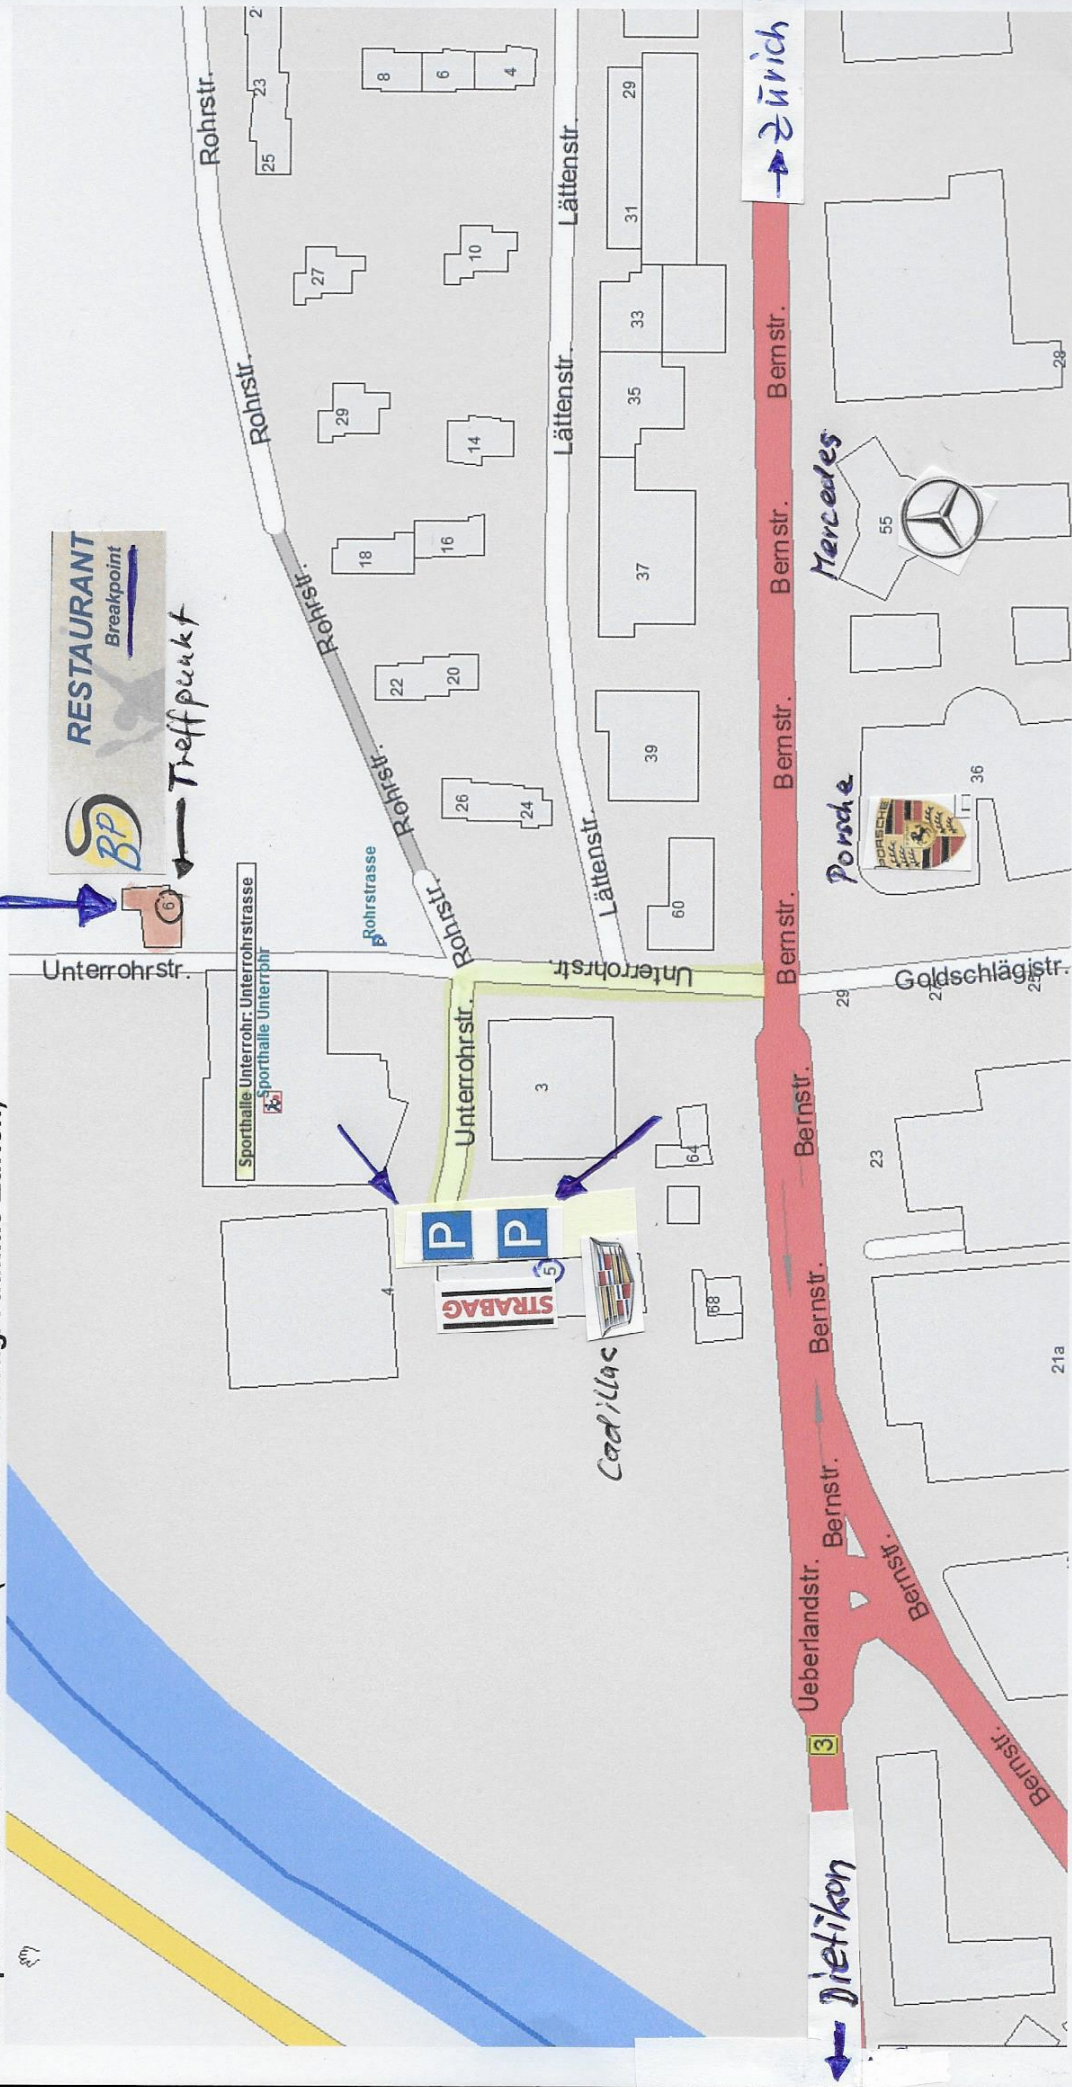 RESTAURANT
Breakpoint
BP
Treffpunkt
6
Unterrohrstr.
Rohrstr.
Sporthalle Unterrohr: Unterrohrstrasse
Sporthalle Unterrohr
Rohrstr.
25
23
27
Rohrstr.
29
Rohrstrasse
18
22
8
Rohrstr.
4
P
Unterrohrstr.
Rohrstr.
26
20
16
14
10
6
STRABAG
5
P
3
24
4
Unterrohrstr.
Lättenstr.
Lättenstr.
Lättenstr.
Cadillac
39
37
35
33
31
29
64
60
68
→ Zürich
Bernstr.
Bernstr.
Bernstr.
Bernstr.
Bernstr.
Bernstr.
Bernstr.
Ueberlandstr.
3
← Dietikon
Bernstr.
Porsche
PORSCHE
Mercedes
55
23
29
27
25
Goldschlägistr.
36
Bernstr.
21a
28